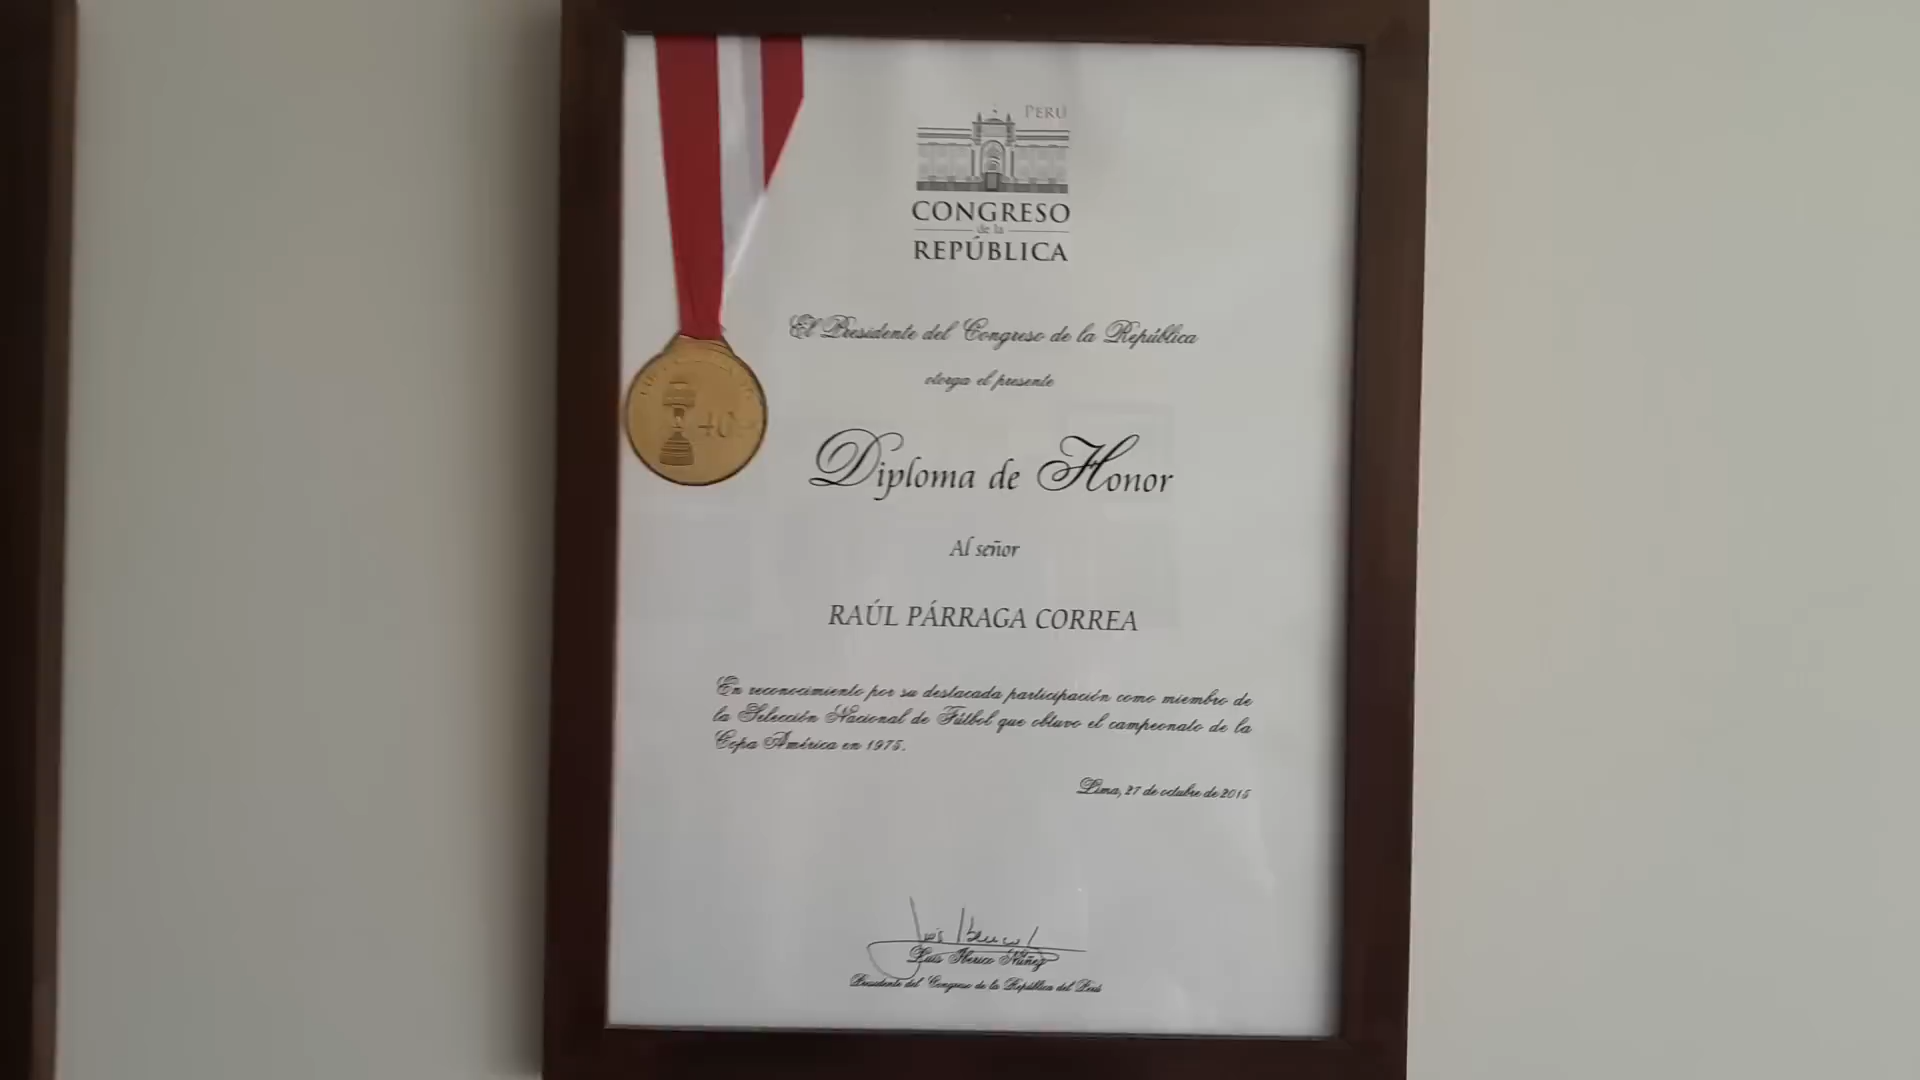 PERÚ
CONGRESO
de la
REPÚBLICA
El Presidente del Congreso de la República
otorga el presente
Diploma de Honor
Al señor
RAÚL PÁRRAGA CORREA
En reconocimiento por su destacada participación como miembro de
la Selección Nacional de Fútbol que obtuvo el campeonato de la
Copa América en 1975.
Lima, 27 de octubre de 2015
Luis Iberico Núñez
Presidente del Congreso de la República del Perú